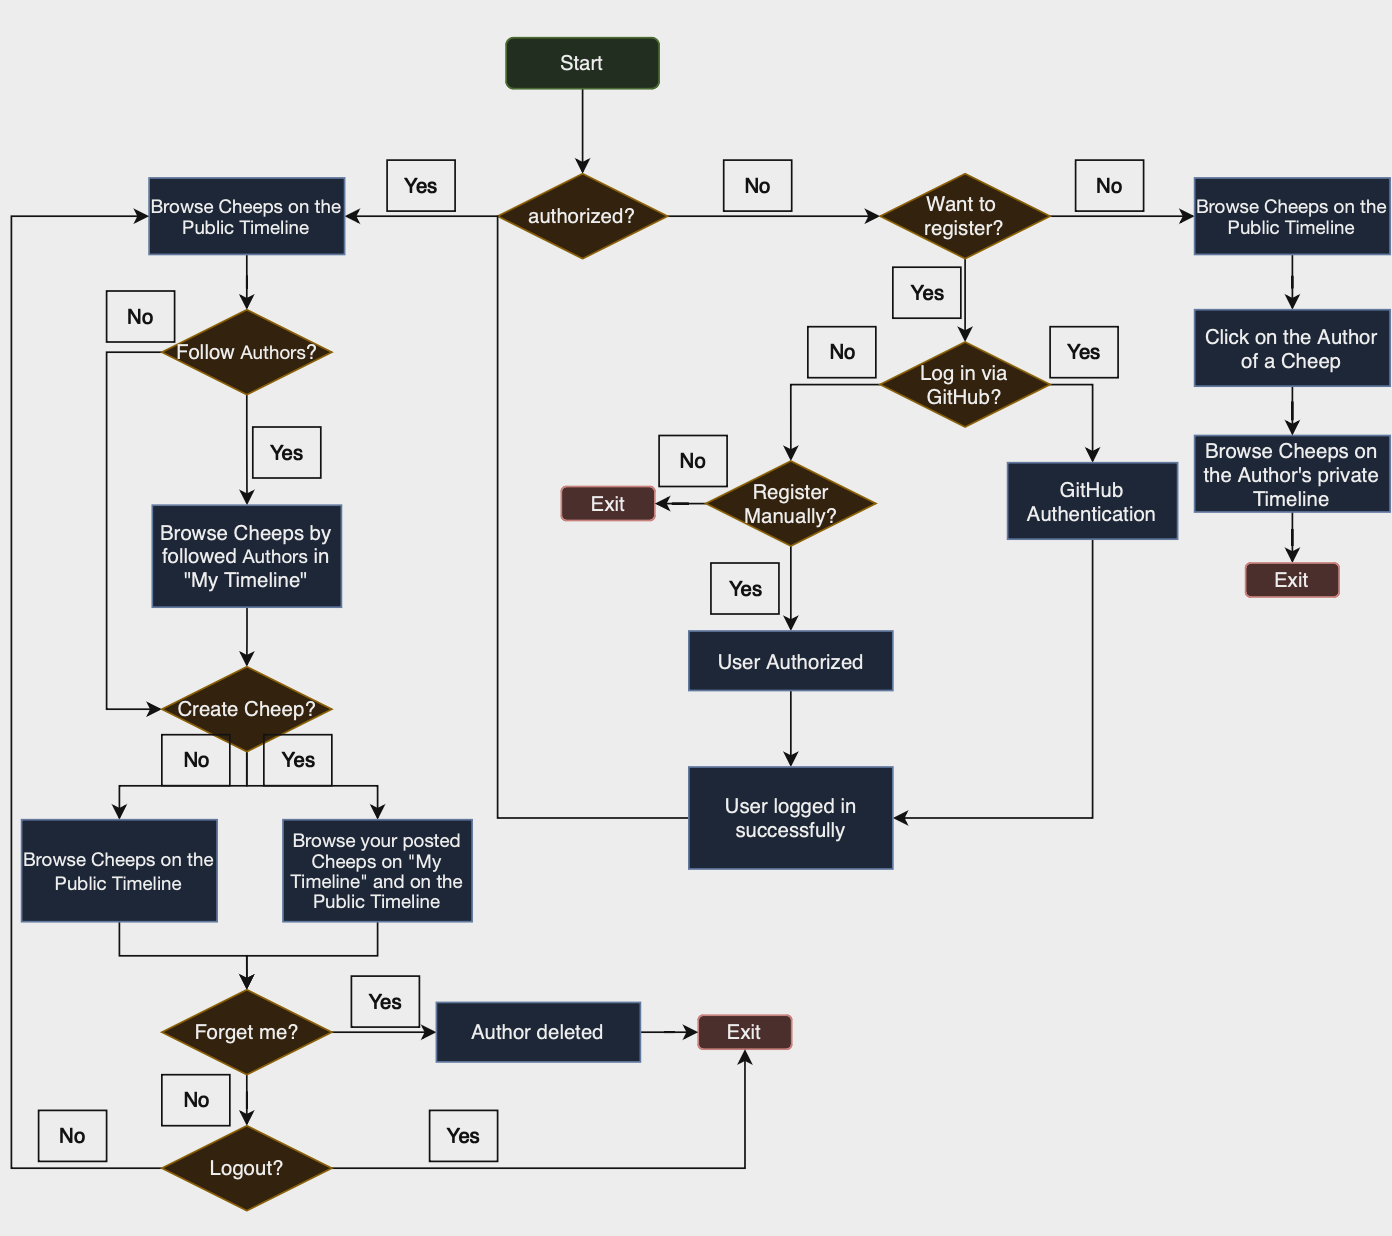 Start
Yes
No
No
Browse Cheeps on the
Public Timeline
authorized?
Want to
register?
Browse Cheeps on the
Public Timeline
Yes
No
Follow Authors?
No
Yes
Click on the Author
of a Cheep
Log in via
GitHub?
Yes
No
Browse Cheeps on
the Author's private
Timeline
Exit
Register
Manually?
GitHub
Authentication
Browse Cheeps by
followed Authors in
"My Timeline"
Yes
Exit
User Authorized
Create Cheep?
No
Yes
User logged in
successfully
Browse Cheeps on the
Public Timeline
Browse your posted
Cheeps on "My
Timeline" and on the
Public Timeline
Yes
Forget me?
Author deleted
Exit
No
No
Yes
Logout?